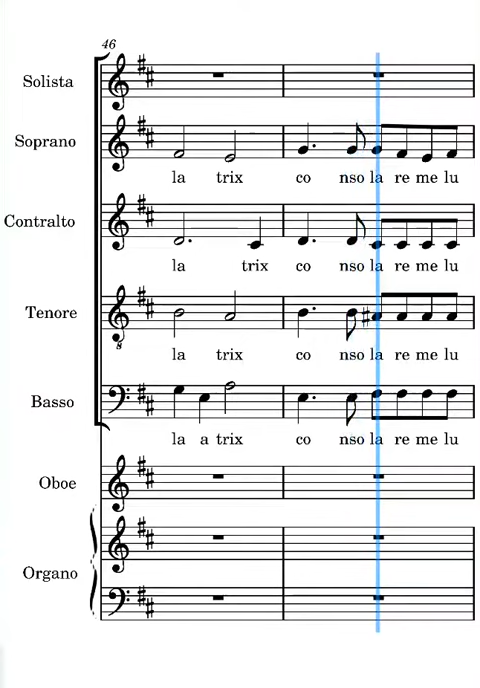 46
Solista
Soprano
la trix co nso la re me lu
Contralto
la trix co nso la re me lu
Tenore
8
la trix co nso la re me lu
Basso
la a trix co nso la re me lu
Oboe
Organo